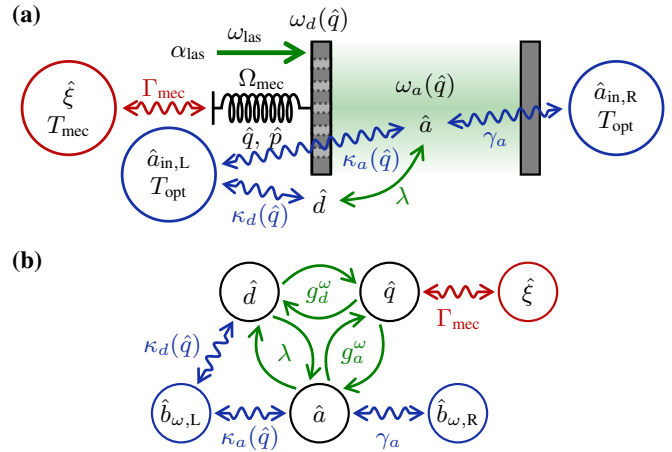 (a)
ω_d(q̂)
ω_las
α_las
Ω_mec
ω_a(q̂)
ξ̂
T_mec
Γ_mec
q̂, p̂
â
γ_a
â_in,R
T_opt
â_in,L
T_opt
κ_a(q̂)
κ_d(q̂)
d̂
λ
(b)
d̂
g_d^ω
q̂
Γ_mec
ξ̂
κ_d(q̂)
λ
g_a^ω
b̂_ω,L
κ_a(q̂)
â
γ_a
b̂_ω,R